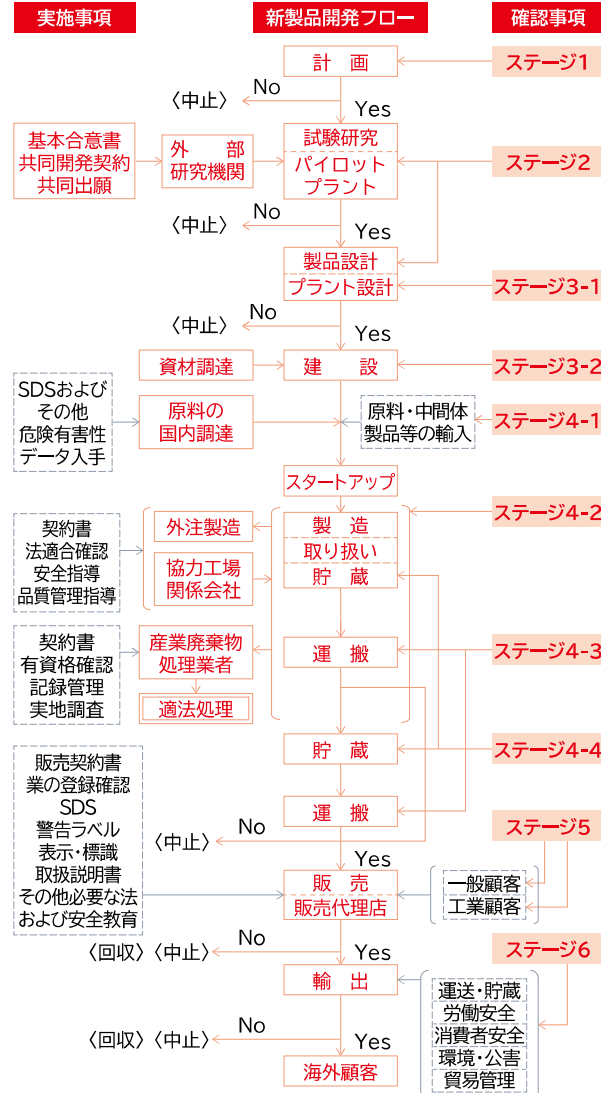 実施事項
新製品開発フロー
確認事項
計 画
ステージ1
No
〈中止〉
Yes
基本合意書
共同開発契約
共同出願
外 部
研究機関
試験研究
パイロット
プラント
ステージ2
No
〈中止〉
Yes
製品設計
プラント設計
ステージ3-1
No
〈中止〉
Yes
資材調達
建 設
ステージ3-2
SDSおよび
その他
危険有害性
データ入手
原料の
国内調達
原料・中間体
製品等の輸入
ステージ4-1
スタートアップ
ステージ4-2
契約書
法適合確認
安全指導
品質管理指導
外注製造
協力工場
関係会社
製 造
取り扱い
貯 蔵
契約書
有資格確認
記録管理
実地調査
産業廃棄物
処理業者
適法処理
運 搬
ステージ4-3
貯 蔵
ステージ4-4
運 搬
販売契約書
業の登録確認
SDS
警告ラベル
表示・標識
取扱説明書
その他必要な法
および安全教育
No
〈中止〉
Yes
ステージ5
販 売
販売代理店
一般顧客
工業顧客
No
〈回収〉〈中止〉
Yes
ステージ6
輸 出
運送・貯蔵
労働安全
消費者安全
環境・公害
貿易管理
No
〈回収〉〈中止〉
Yes
海外顧客